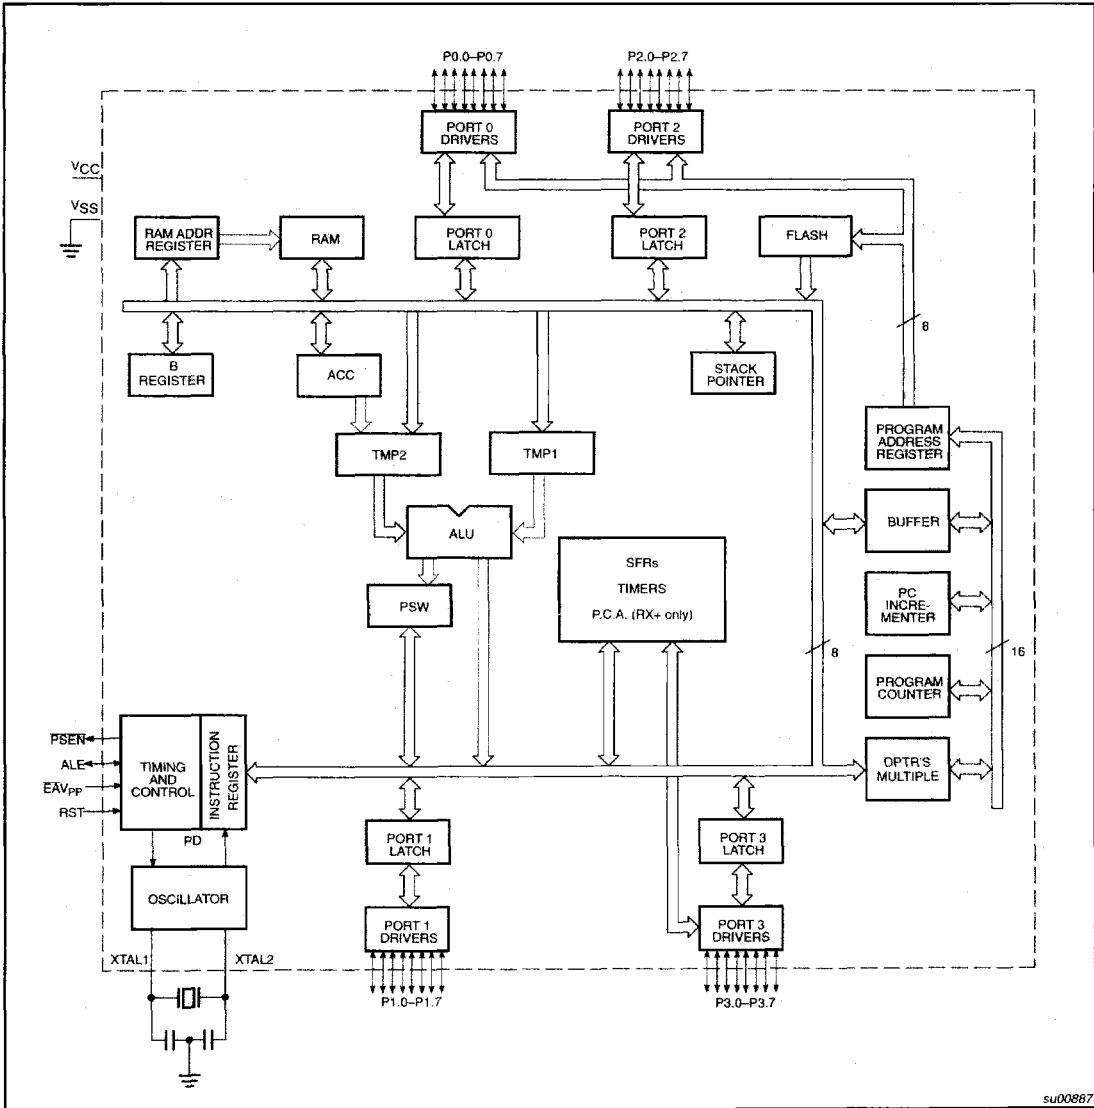 P0.0–P0.7
P2.0–P2.7
PORT 0
DRIVERS
PORT 2
DRIVERS
VCC
VSS
RAM ADDR
REGISTER
RAM
PORT 0
LATCH
PORT 2
LATCH
FLASH
8
B
REGISTER
ACC
STACK
POINTER
PROGRAM
ADDRESS
REGISTER
TMP2
TMP1
ALU
BUFFER
SFRs
TIMERS
P.C.A. (RX+ only)
PSW
PC
INCRE-
MENTER
8
16
PROGRAM
COUNTER
PSEN
ALE
EAVPP
RST
TIMING
AND
CONTROL
INSTRUCTION
REGISTER
DPTR'S
MULTIPLE
PD
PORT 1
LATCH
PORT 3
LATCH
OSCILLATOR
PORT 1
DRIVERS
PORT 3
DRIVERS
XTAL1
XTAL2
P1.0–P1.7
P3.0–P3.7
su00887